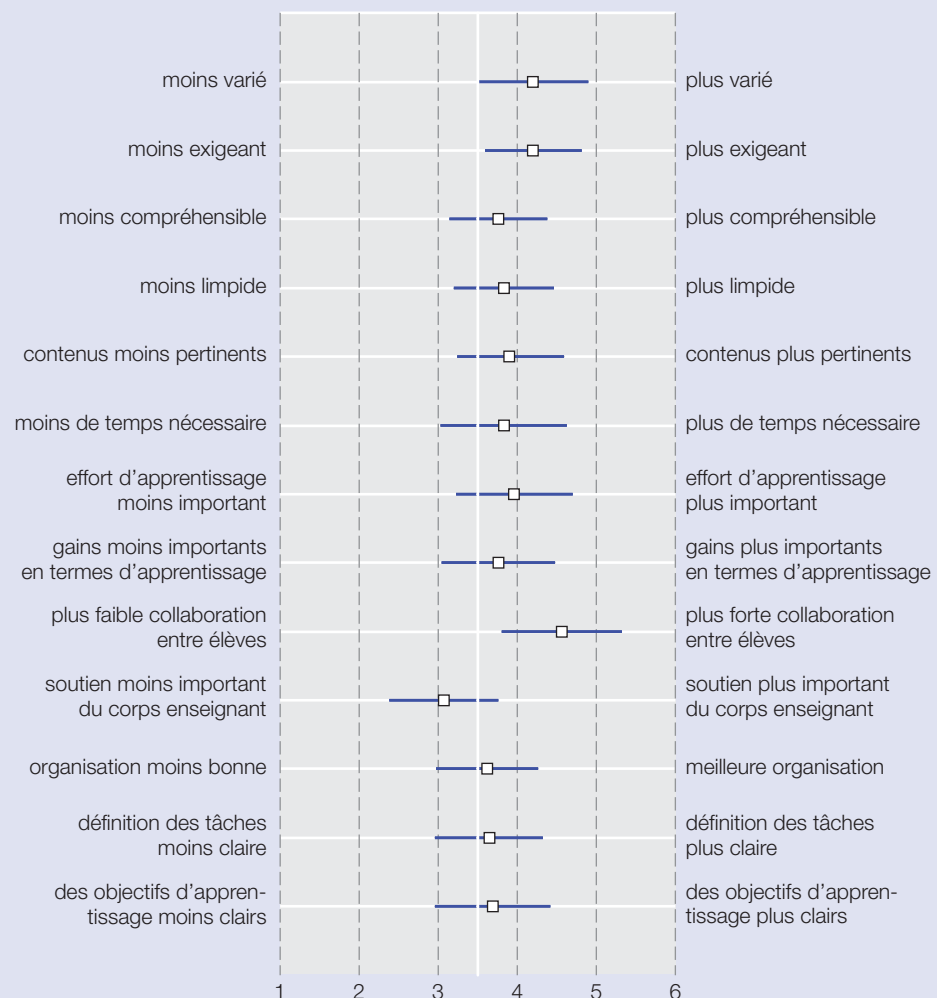 moins varié
plus varié
moins exigeant
plus exigeant
moins compréhensible
plus compréhensible
moins limpide
plus limpide
contenus moins pertinents
contenus plus pertinents
moins de temps nécessaire
plus de temps nécessaire
effort d’apprentissage
moins important
effort d’apprentissage
plus important
gains moins importants
en termes d’apprentissage
gains plus importants
en termes d’apprentissage
plus faible collaboration
entre élèves
plus forte collaboration
entre élèves
soutien moins important
du corps enseignant
soutien plus important
du corps enseignant
organisation moins bonne
meilleure organisation
définition des tâches
moins claire
définition des tâches
plus claire
des objectifs d’appren-
tissage moins clairs
des objectifs d’appren-
tissage plus clairs
1 2 3 4 5 6